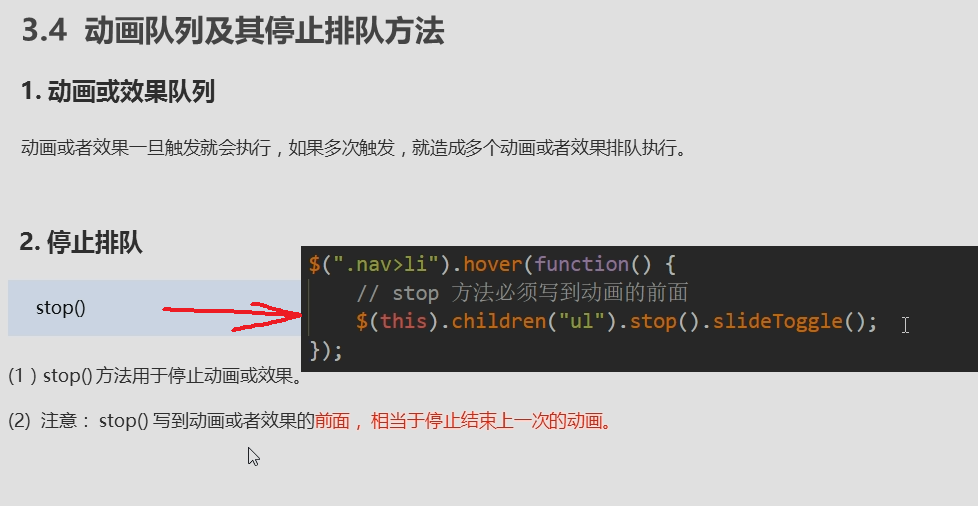 3.4 动画队列及其停止排队方法
1. 动画或效果队列
动画或者效果一旦触发就会执行，如果多次触发，就造成多个动画或者效果排队执行。
2. 停止排队
stop()
$(".nav>li").hover(function() {
// stop 方法必须写到动画的前面
$(this).children("ul").stop().slideToggle();
});
(1）stop() 方法用于停止动画或效果。
(2) 注意： stop() 写到动画或者效果的前面， 相当于停止结束上一次的动画。